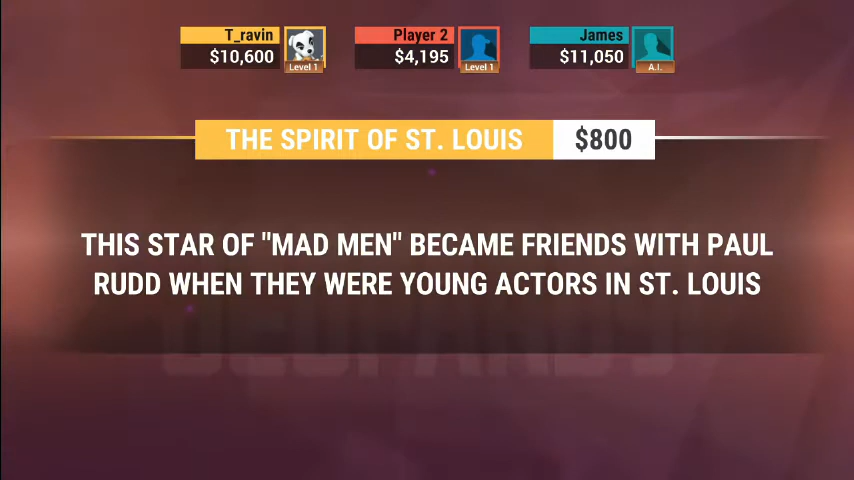 T_ravin
$10,600
Level 1
Player 2
$4,195
Level 1
James
$11,050
A.I.
THE SPIRIT OF ST. LOUIS $800
THIS STAR OF "MAD MEN" BECAME FRIENDS WITH PAUL
RUDD WHEN THEY WERE YOUNG ACTORS IN ST. LOUIS
JEOPARDY